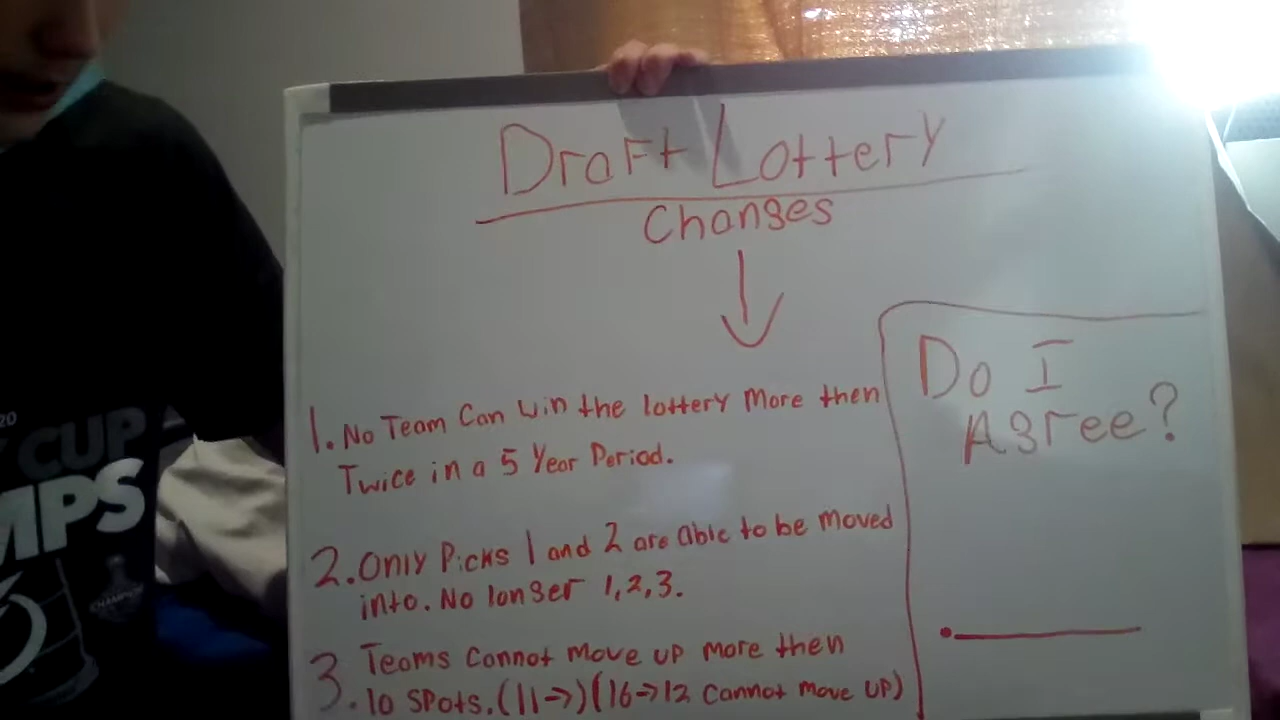 Draft Lottery
Changes
1. No Team Can win the lottery More then
Twice in a 5 Year Period.
2. Only Picks 1 and 2 are able to be moved
into. No longer 1,2,3.
3. Teams cannot move up more then
10 spots. (11->)(16->12 cannot move up)
Do I
Agree?
20
CUP
MPS
CHAMPIONS